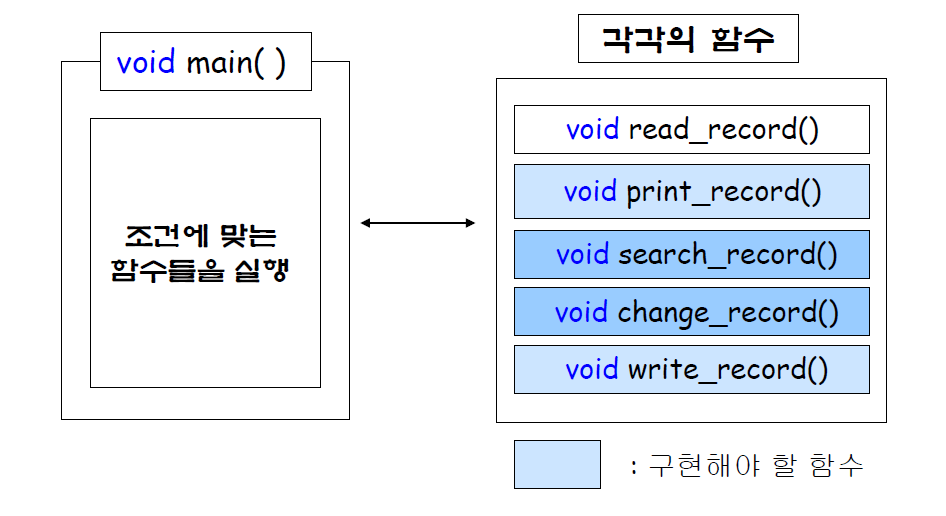 void main( )
조건에 맞는
함수들을 실행
각각의 함수
void read_record()
void print_record()
void search_record()
void change_record()
void write_record()
: 구현해야 할 함수